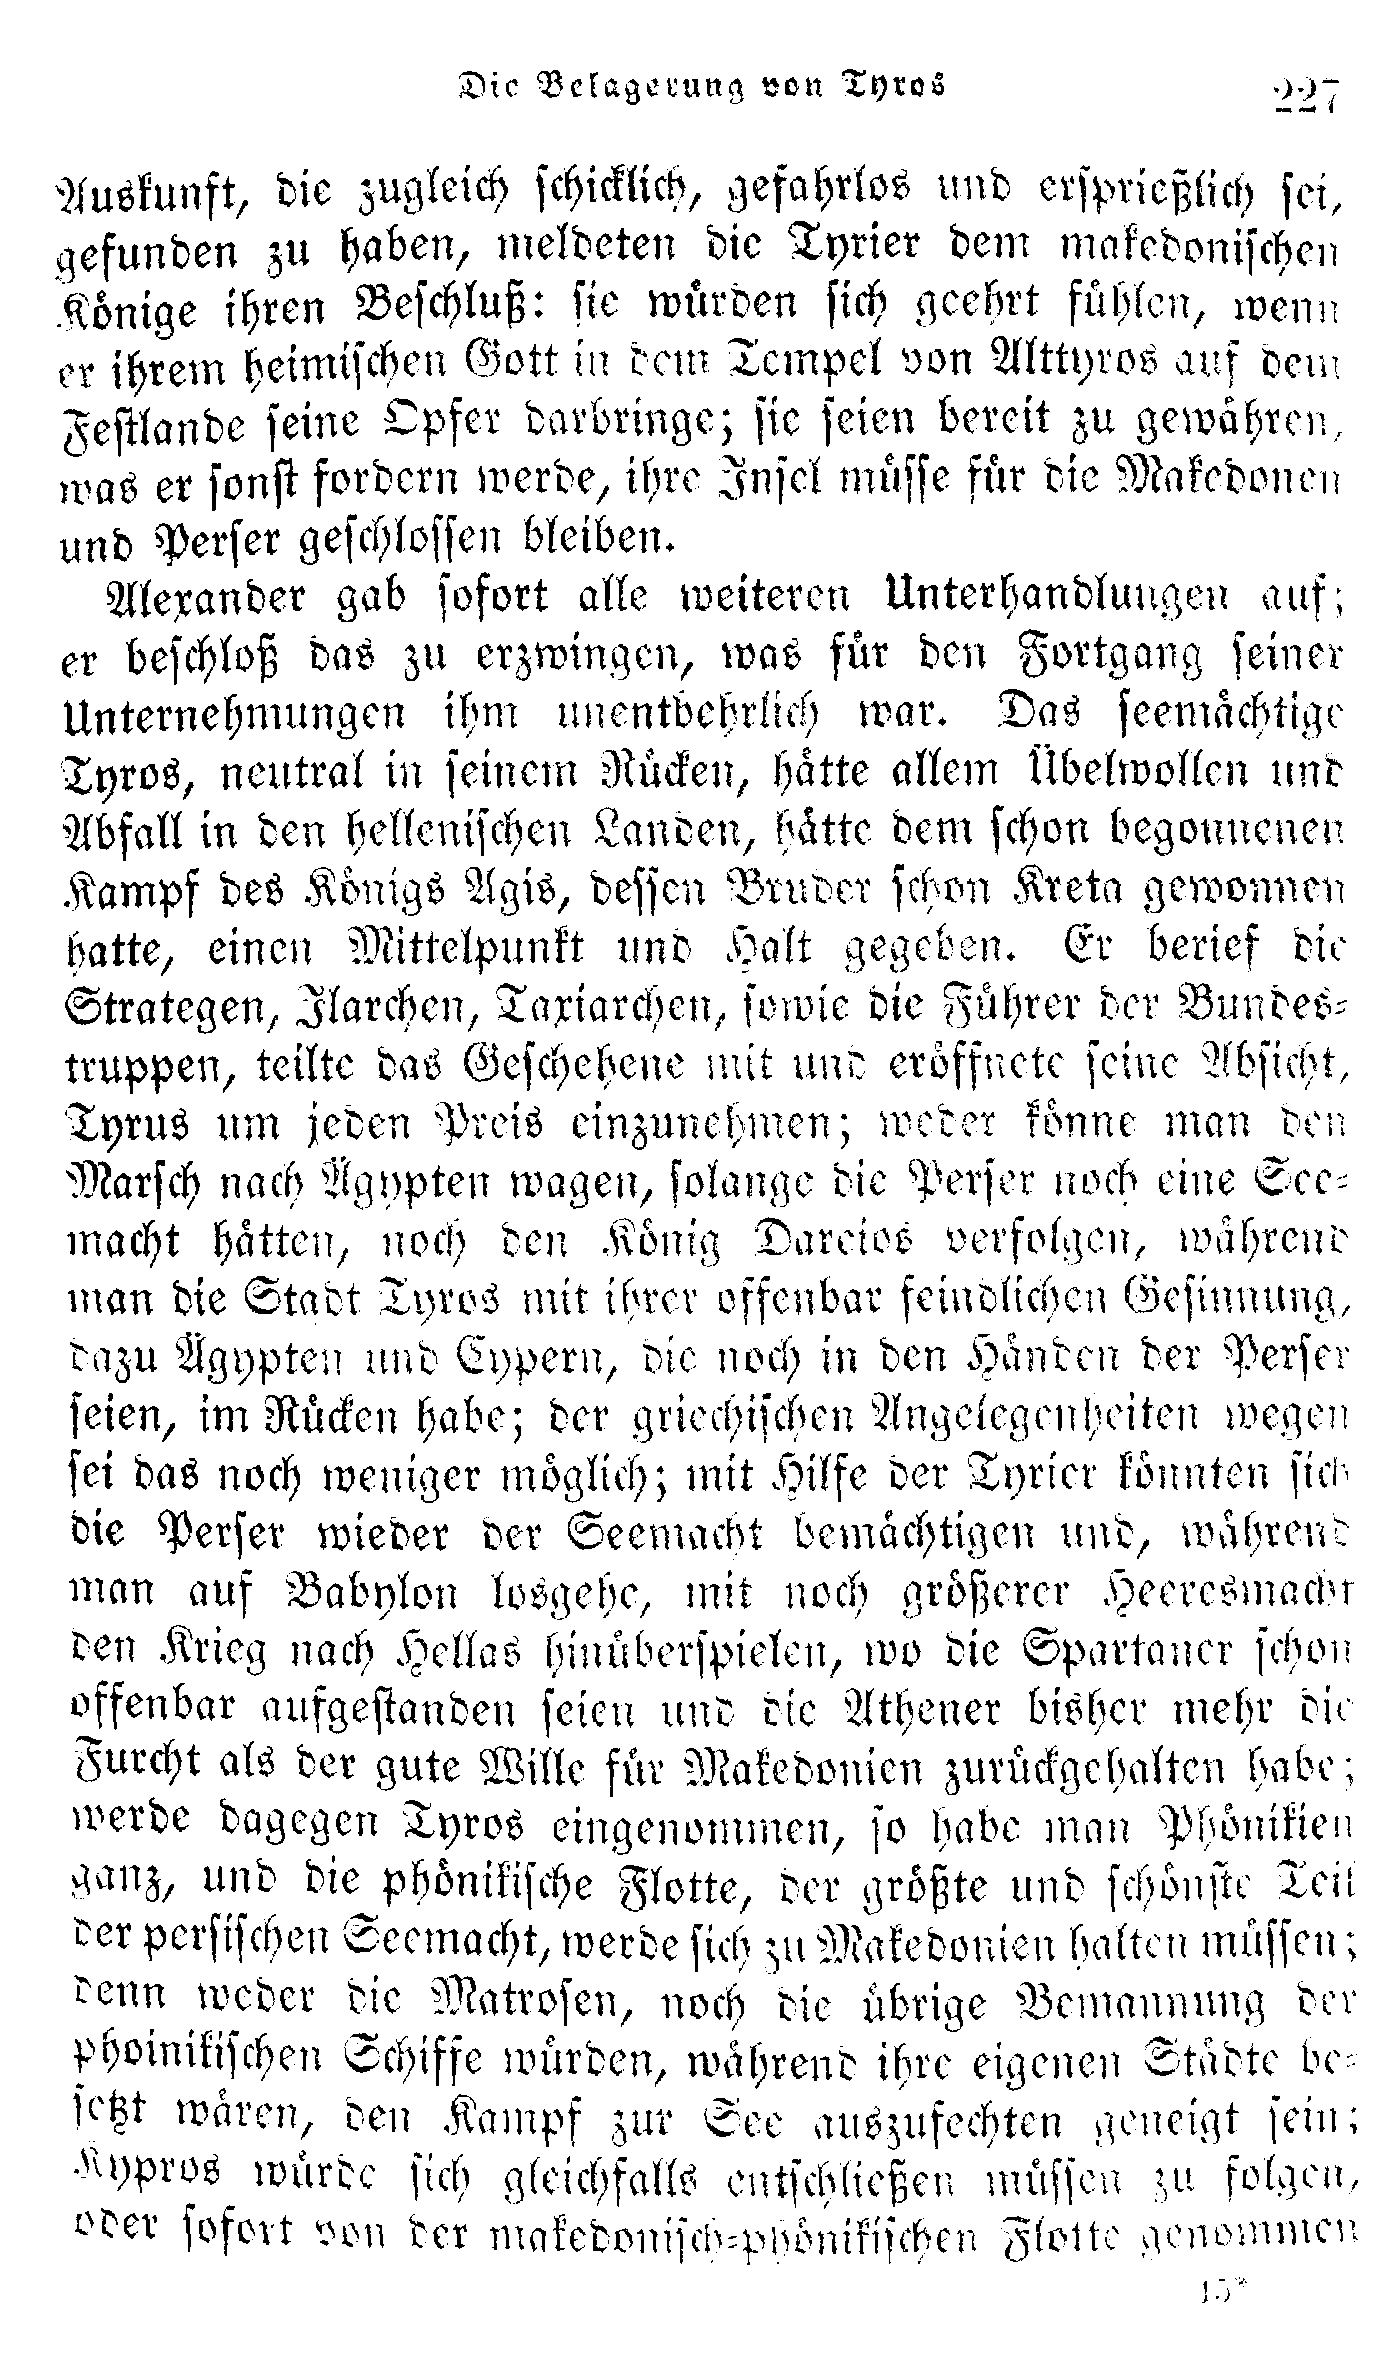 Die Belagerung von Tyros 227
Auskunft, die zugleich schicklich, gefahrlos und ersprießlich sei,
gefunden zu haben, meldeten die Tyrier dem makedonischen
Könige ihren Beschluß: sie würden sich geehrt fühlen, wenn
er ihrem heimischen Gott in dem Tempel von Alttyros auf dem
Festlande seine Opfer darbringe; sie seien bereit zu gewähren,
was er sonst fordern werde, ihre Insel müsse für die Makedonen
und Perser geschlossen bleiben.
Alexander gab sofort alle weiteren Unterhandlungen auf;
er beschloß das zu erzwingen, was für den Fortgang seiner
Unternehmungen ihm unentbehrlich war. Das seemächtige
Tyros, neutral in seinem Rücken, hätte allem Übelwollen und
Abfall in den hellenischen Landen, hätte dem schon begonnenen
Kampf des Königs Agis, dessen Bruder schon Kreta gewonnen
hatte, einen Mittelpunkt und Halt gegeben. Er berief die
Strategen, Ilarchen, Taxiarchen, sowie die Führer der Bundes-
truppen, teilte das Geschehene mit und eröffnete seine Absicht,
Tyrus um jeden Preis einzunehmen; weder könne man den
Marsch nach Ägypten wagen, solange die Perser noch eine See-
macht hätten, noch den König Dareios verfolgen, während
man die Stadt Tyros mit ihrer offenbar feindlichen Gesinnung,
dazu Ägypten und Cypern, die noch in den Händen der Perser
seien, im Rücken habe; der griechischen Angelegenheiten wegen
sei das noch weniger möglich; mit Hilfe der Tyrier könnten sich
die Perser wieder der Seemacht bemächtigen und, während
man auf Babylon losgehe, mit noch größerer Heeresmacht
den Krieg nach Hellas hinüberspielen, wo die Spartaner schon
offenbar aufgestanden seien und die Athener bisher mehr die
Furcht als der gute Wille für Makedonien zurückgehalten habe;
werde dagegen Tyros eingenommen, so habe man Phönikien
ganz, und die phönikische Flotte, der größte und schönste Teil
der persischen Seemacht, werde sich zu Makedonien halten müssen;
denn weder die Matrosen, noch die übrige Bemannung der
phoinikischen Schiffe würden, während ihre eigenen Städte be-
setzt wären, den Kampf zur See auszufechten geneigt sein;
Kypros würde sich gleichfalls entschließen müssen zu folgen,
oder sofort von der makedonisch-phönikischen Flotte genommen
15*